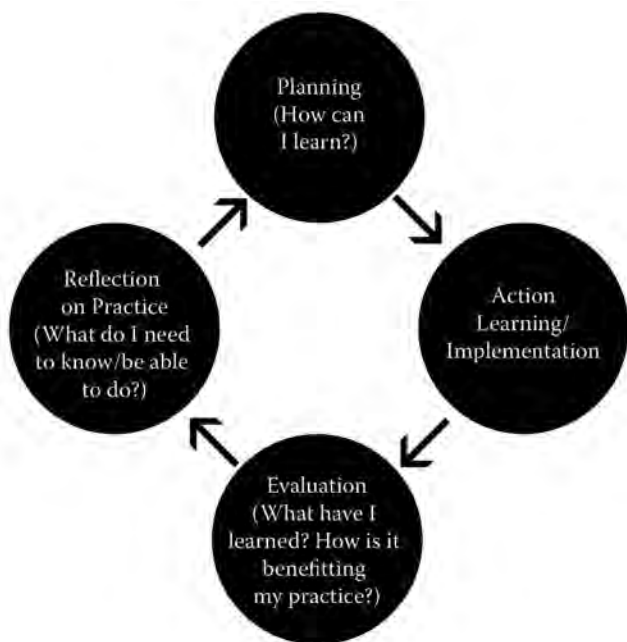 Planning
(How can
I learn?)
Action
Learning/
Implementation
Evaluation
(What have I
learned? How is it
benefitting
my practice?)
Reflection
on Practice
(What do I need
to know/be able
to do?)